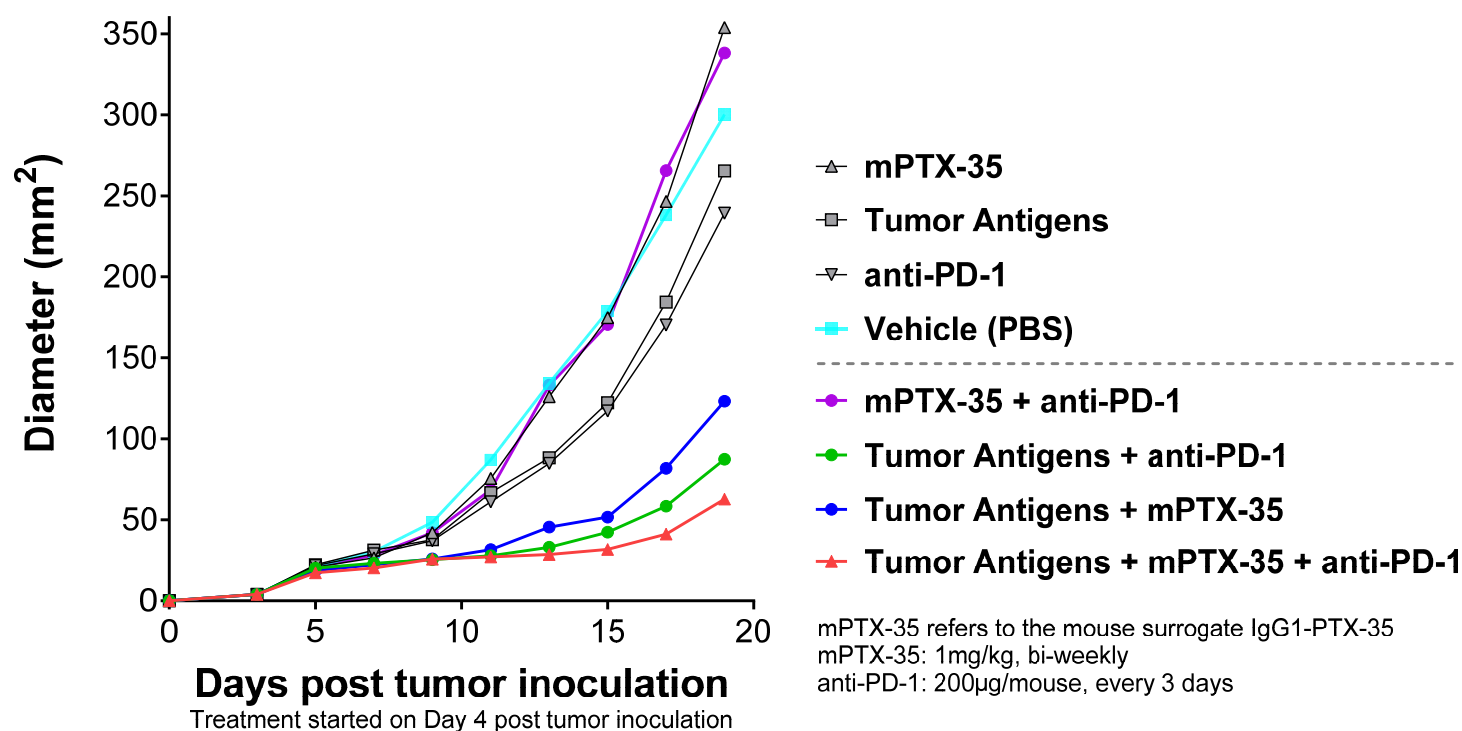 350
300
250
200
150
100
50
0
0 5 10 15 20
Diameter (mm²)
Days post tumor inoculation
Treatment started on Day 4 post tumor inoculation
mPTX-35
Tumor Antigens
anti-PD-1
Vehicle (PBS)
mPTX-35 + anti-PD-1
Tumor Antigens + anti-PD-1
Tumor Antigens + mPTX-35
Tumor Antigens + mPTX-35 + anti-PD-1
mPTX-35 refers to the mouse surrogate IgG1-PTX-35
mPTX-35: 1mg/kg, bi-weekly
anti-PD-1: 200µg/mouse, every 3 days